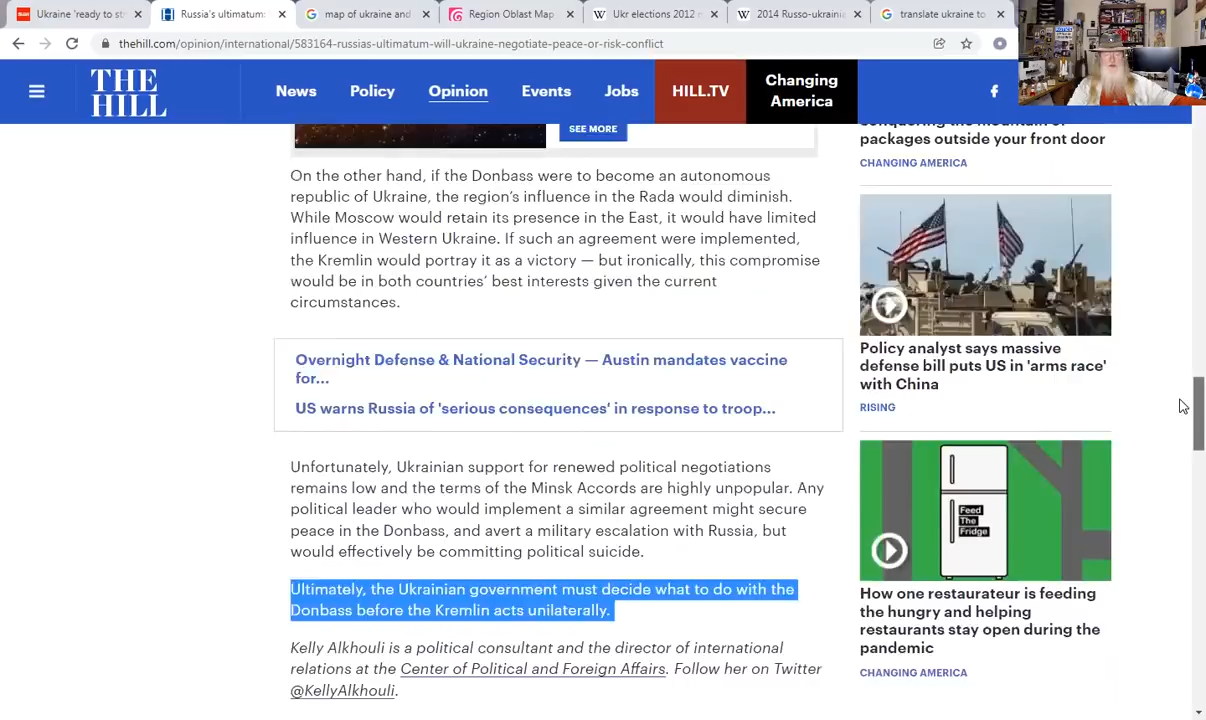 Ukraine 'ready to st
Russia's ultimatum:
map of ukraine and
Region Oblast Map
Ukr elections 2012
2014 Russo-ukraini
translate ukraine to
thehill.com/opinion/international/583164-russias-ultimatum-will-ukraine-negotiate-peace-or-risk-conflict
THE
HILL
News
Policy
Opinion
Events
Jobs
HILL.TV
Changing
America
SEE MORE
On the other hand, if the Donbass were to become an autonomous
republic of Ukraine, the region's influence in the Rada would diminish.
While Moscow would retain its presence in the East, it would have limited
influence in Western Ukraine. If such an agreement were implemented,
the Kremlin would portray it as a victory — but ironically, this compromise
would be in both countries' best interests given the current
circumstances.
Overnight Defense & National Security — Austin mandates vaccine
for...
US warns Russia of 'serious consequences' in response to troop...
Unfortunately, Ukrainian support for renewed political negotiations
remains low and the terms of the Minsk Accords are highly unpopular. Any
political leader who would implement a similar agreement might secure
peace in the Donbass, and avert a military escalation with Russia, but
would effectively be committing political suicide.
Ultimately, the Ukrainian government must decide what to do with the
Donbass before the Kremlin acts unilaterally.
Kelly Alkhouli is a political consultant and the director of international
relations at the Center of Political and Foreign Affairs. Follow her on Twitter
@KellyAlkhouli.
conquering the mountain of
packages outside your front door
CHANGING AMERICA
Policy analyst says massive
defense bill puts US in 'arms race'
with China
RISING
Feed
The
Fridge
How one restaurateur is feeding
the hungry and helping
restaurants stay open during the
pandemic
CHANGING AMERICA